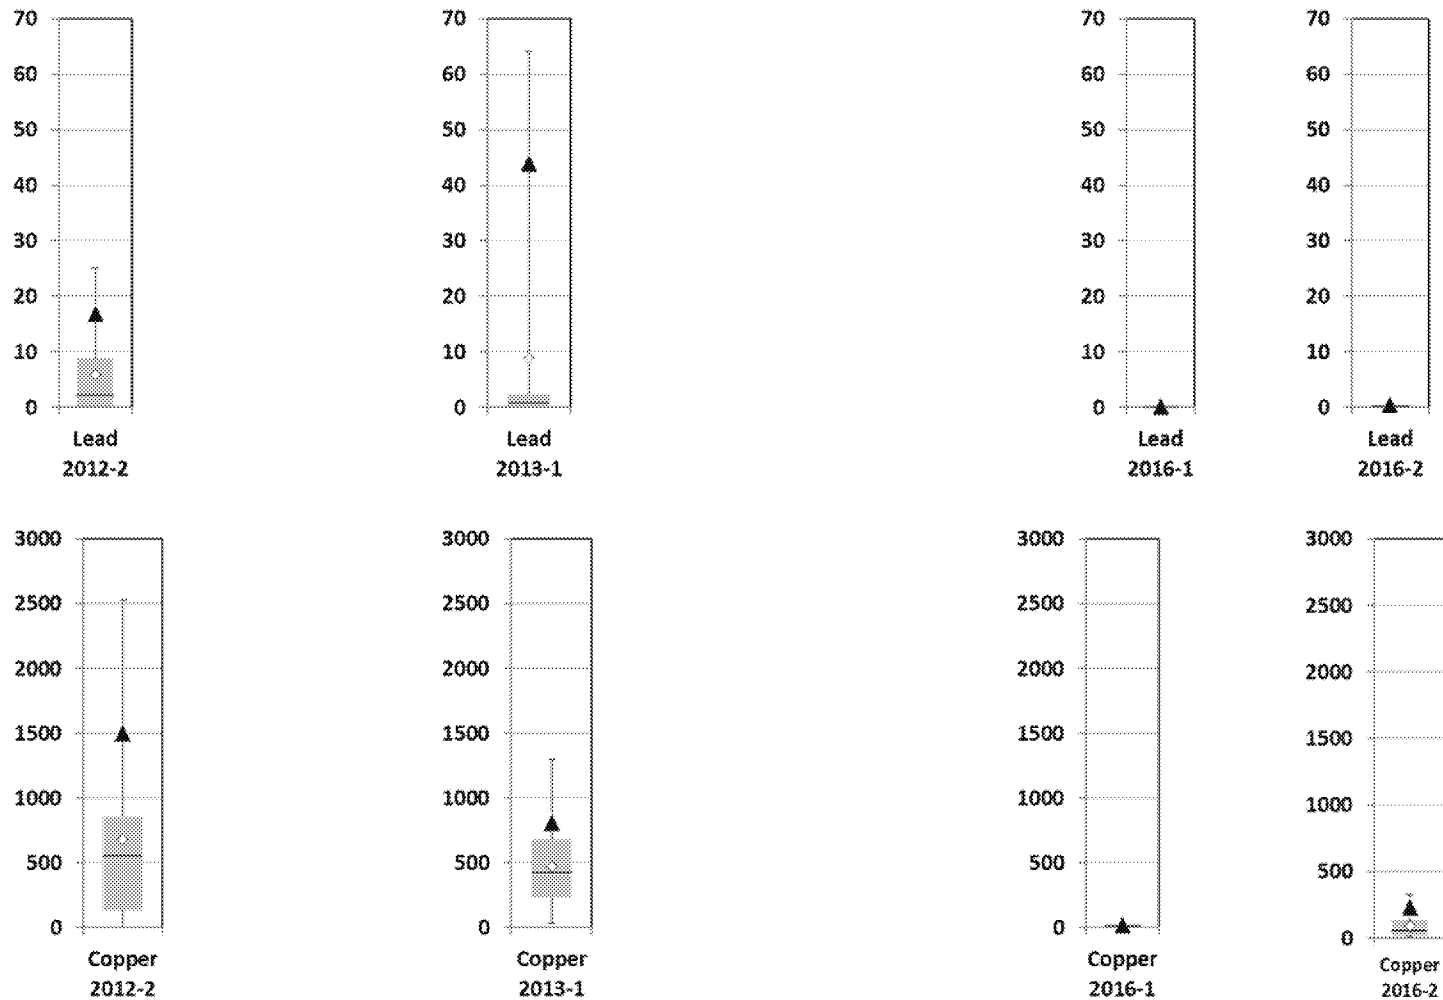 70 70 70 70
60 60 60 60
50 50 50 50
40 40 40 40
30 30 30 30
20 20 20 20
10 10 10 10
0 0 0 0
Lead Lead Lead Lead
2012-2 2013-1 2016-1 2016-2
3000 3000 3000 3000
2500 2500 2500 2500
2000 2000 2000 2000
1500 1500 1500 1500
1000 1000 1000 1000
500 500 500 500
0 0 0 0
Copper Copper Copper Copper
2012-2 2013-1 2016-1 2016-2